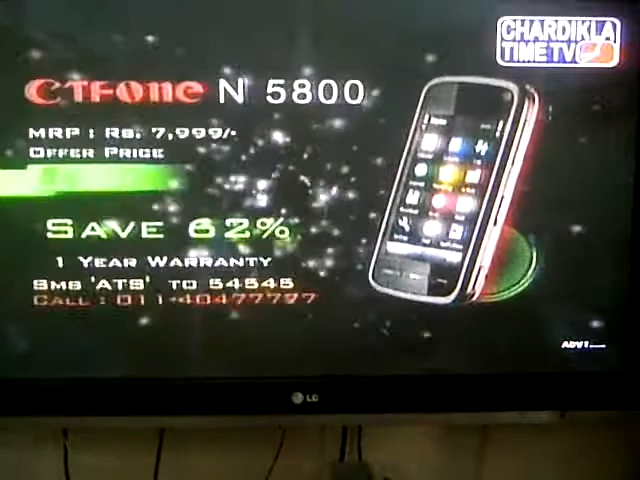 CHARDIKLA
TIME TV
CTFONE N 5800
MRP : Rs. 7,999/-
OFFER PRICE
SAVE 62%
1 YEAR WARRANTY
SMS 'ATS' TO 54545
CALL : 011-40477797
ADVT
LG